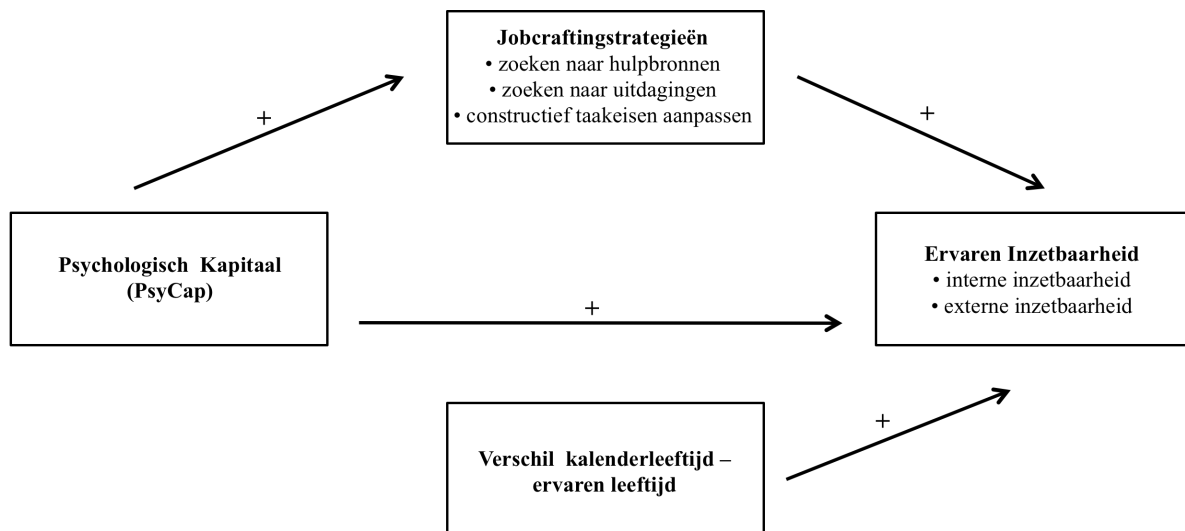 Jobcraftingstrategieën
• zoeken naar hulpbronnen
• zoeken naar uitdagingen
• constructief taakeisen aanpassen
+
+
Psychologisch Kapitaal
(PsyCap)
Ervaren Inzetbaarheid
• interne inzetbaarheid
• externe inzetbaarheid
+
Verschil kalenderleeftijd –
ervaren leeftijd
+